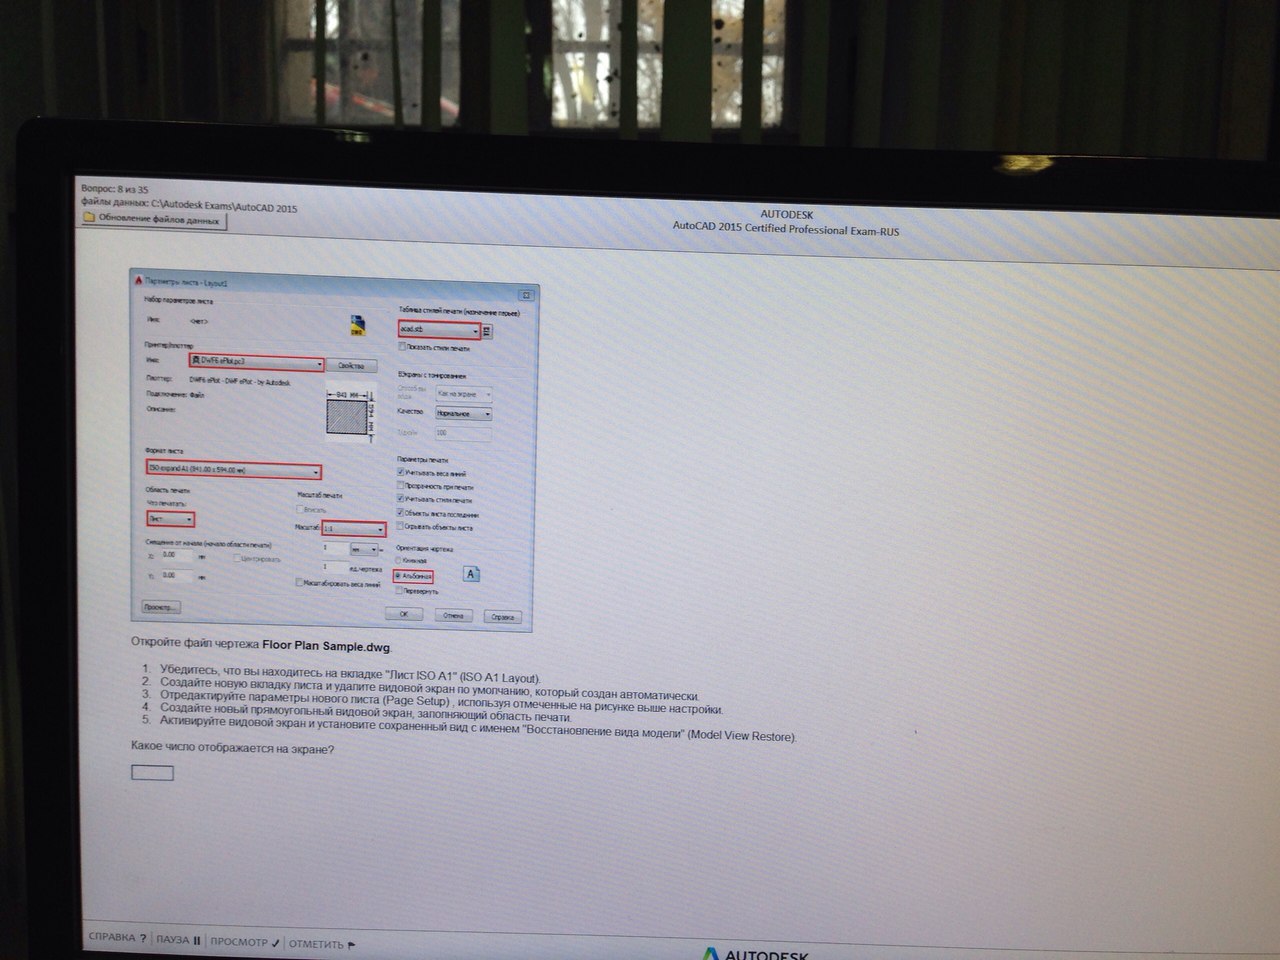 Вопрос: 8 из 35
файлы данных: C:\Autodesk Exams\AutoCAD 2015
Обновление файлов данных
AUTODESK
AutoCAD 2015 Certified Professional Exam-RUS
Параметры листа - Layout1
Набор параметров листа
Имя: <нет>
DWG
Таблица стилей печати (назначение перьев)
acad.stb
Показать стили печати
Принтер/плоттер
Имя: DWF6 ePlot.pc3
Свойства
Плоттер: DWF6 ePlot - DWF ePlot - by Autodesk
Подключение: Файл
Описание:
841 MM
594 MM
ВЭкраны с тонированием
Как на экране
Качество Нормальное
100
Формат листа
ISO expand A1 (841.00 x 594.00 мм)
Параметры печати
Учитывать веса линий
Прозрачность при печати
Учитывать стили печати
Объекты листа последними
Скрывать объекты листа
Область печати
Что печатать:
Лист
Масштаб печати
Вписать
Масштаб: 1:1
1 мм =
1 ед.чертежа
Масштабировать веса линий
Смещение от начала (начало области печати)
X: 0.00 мм
Центрировать
Y: 0.00 мм
Ориентация чертежа
Книжная
Альбомная
Перевернуть
A
Просмотр...
ОК
Отмена
Справка
Откройте файл чертежа Floor Plan Sample.dwg.
1. Убедитесь, что вы находитесь на вкладке "Лист ISO A1" (ISO A1 Layout).
2. Создайте новую вкладку листа и удалите видовой экран по умолчанию, который создан автоматически.
3. Отредактируйте параметры нового листа (Page Setup) , используя отмеченные на рисунке выше настройки.
4. Создайте новый прямоугольный видовой экран, заполняющий область печати.
5. Активируйте видовой экран и установите сохраненный вид с именем "Восстановление вида модели" (Model View Restore).
Какое число отображается на экране?
СПРАВКА ? ПАУЗА ПРОСМОТР ОТМЕТИТЬ
AUTODESK